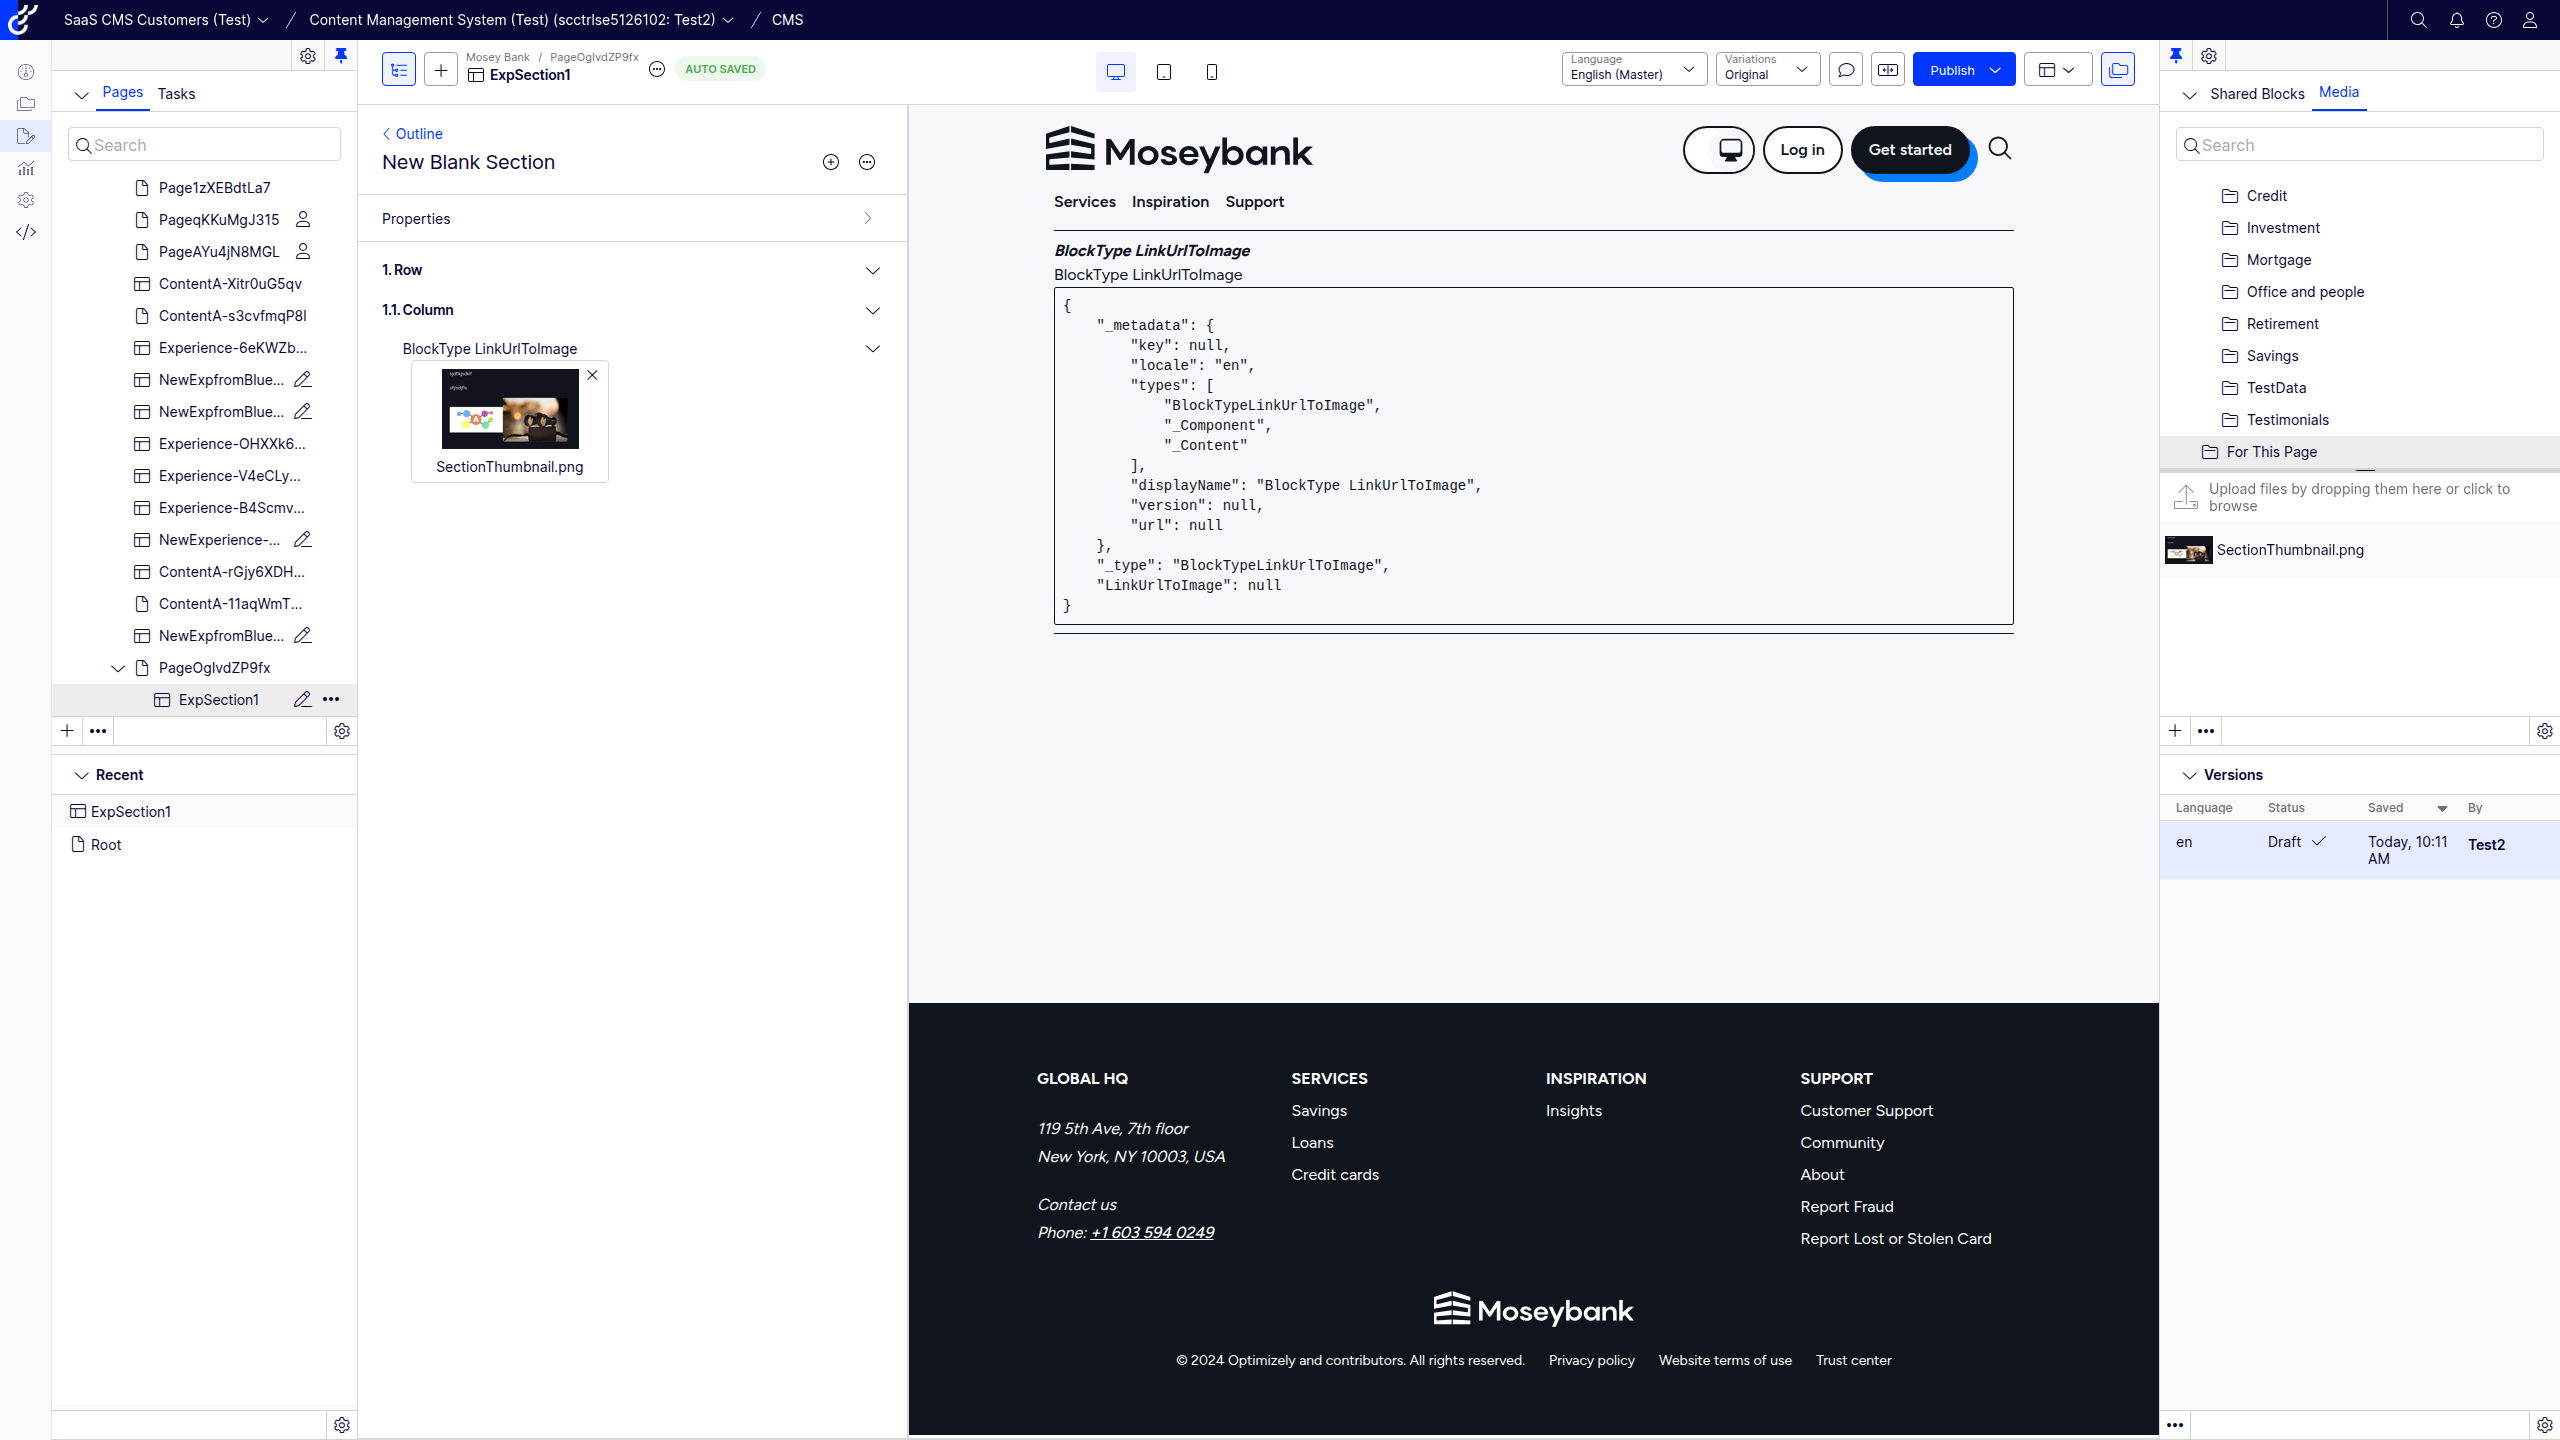 SaaS CMS Customers (Test) / Content Management System (Test) (scctrlse5126102: Test2) / CMS
Pages Tasks
Search
Page1zXEBdtLa7
PageqKKuMgJ315
PageAYu4jN8MGL
ContentA-Xitr0uG5qv
ContentA-s3cvfmqP8I
Experience-6eKWZb...
NewExpfromBlue...
NewExpfromBlue...
Experience-OHXXk6...
Experience-V4eCLy...
Experience-B4Scmv...
NewExperience-...
ContentA-rGjy6XDH...
ContentA-11aqWmT...
NewExpfromBlue...
PageOglvdZP9fx
ExpSection1
Recent
ExpSection1
Root
Mosey Bank / PageOglvdZP9fx
ExpSection1
AUTO SAVED
Language
English (Master)
Variations
Original
Publish
Outline
New Blank Section
Properties
1. Row
1.1. Column
BlockType LinkUrlToImage
SectionThumbnail.png
Moseybank
Log in
Get started
Services Inspiration Support
BlockType LinkUrlToImage
BlockType LinkUrlToImage
{
"_metadata": {
"key": null,
"locale": "en",
"types": [
"BlockTypeLinkUrlToImage",
"_Component",
"_Content"
],
"displayName": "BlockType LinkUrlToImage",
"version": null,
"url": null
},
"_type": "BlockTypeLinkUrlToImage",
"LinkUrlToImage": null
}
GLOBAL HQ
119 5th Ave, 7th floor
New York, NY 10003, USA
Contact us
Phone: +1 603 594 0249
SERVICES
Savings
Loans
Credit cards
INSPIRATION
Insights
SUPPORT
Customer Support
Community
About
Report Fraud
Report Lost or Stolen Card
Moseybank
© 2024 Optimizely and contributors. All rights reserved. Privacy policy Website terms of use Trust center
Shared Blocks Media
Search
Credit
Investment
Mortgage
Office and people
Retirement
Savings
TestData
Testimonials
For This Page
Upload files by dropping them here or click to
browse
SectionThumbnail.png
Versions
Language Status Saved By
en Draft Today, 10:11 Test2
AM